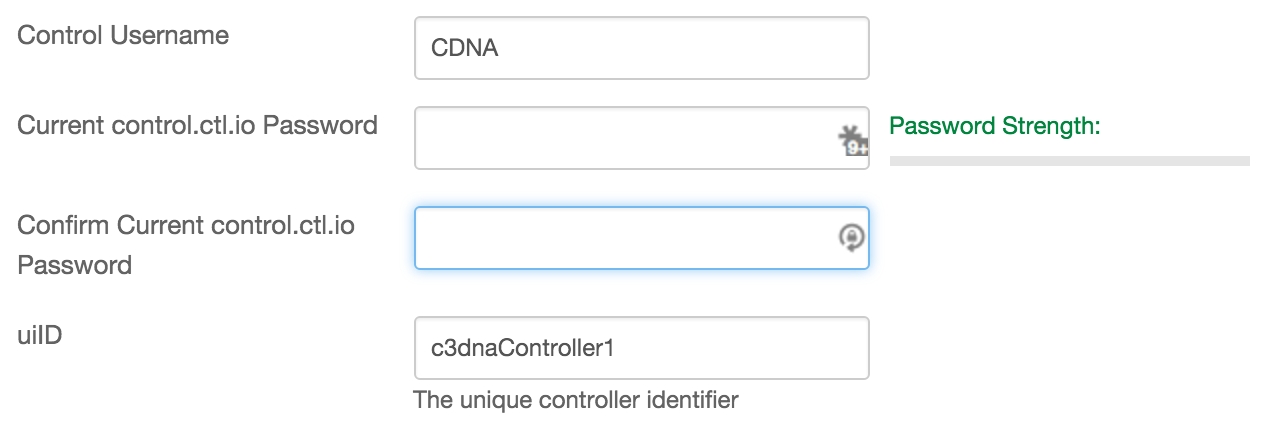 Control Username
CDNA
Current control.ctl.io Password
9+
Password Strength:
Confirm Current control.ctl.io
Password
uiID
c3dnaController1
The unique controller identifier